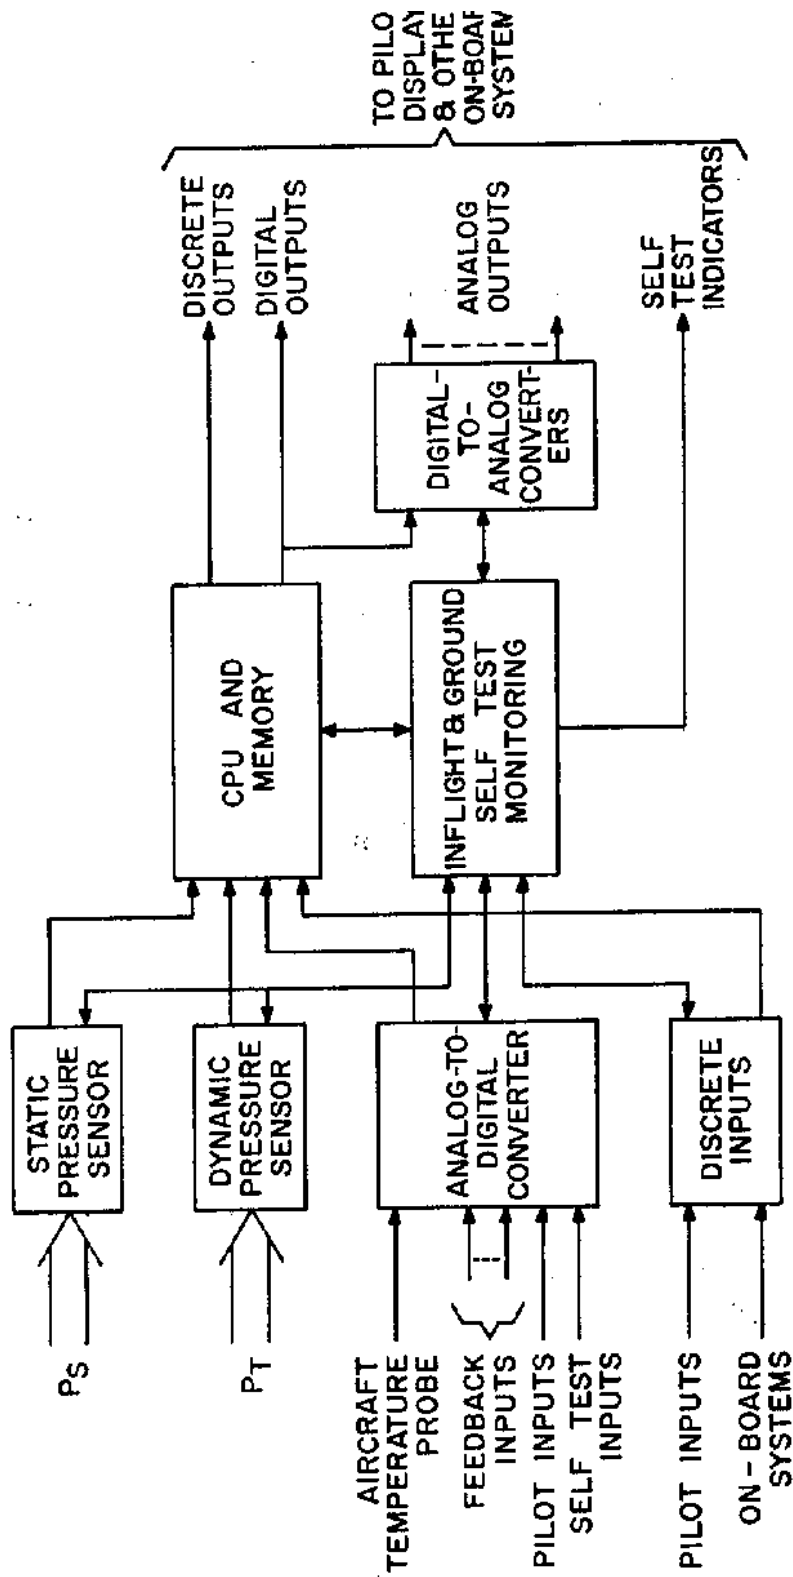 PS
STATIC
PRESSURE
SENSOR
PT
DYNAMIC
PRESSURE
SENSOR
AIRCRAFT
TEMPERATURE
PROBE
FEEDBACK
INPUTS
PILOT INPUTS
SELF TEST
INPUTS
ANALOG-TO-
DIGITAL
CONVERTER
PILOT INPUTS
ON-BOARD
SYSTEMS
DISCRETE
INPUTS
CPU AND
MEMORY
INFLIGHT & GROUND
SELF TEST
MONITORING
DIGITAL-
TO-
ANALOG
CONVERT-
ERS
DISCRETE
OUTPUTS
DIGITAL
OUTPUTS
ANALOG
OUTPUTS
SELF
TEST
INDICATORS
TO PILO
DISPLAY
& OTHE
ON-BOAR
SYSTEM